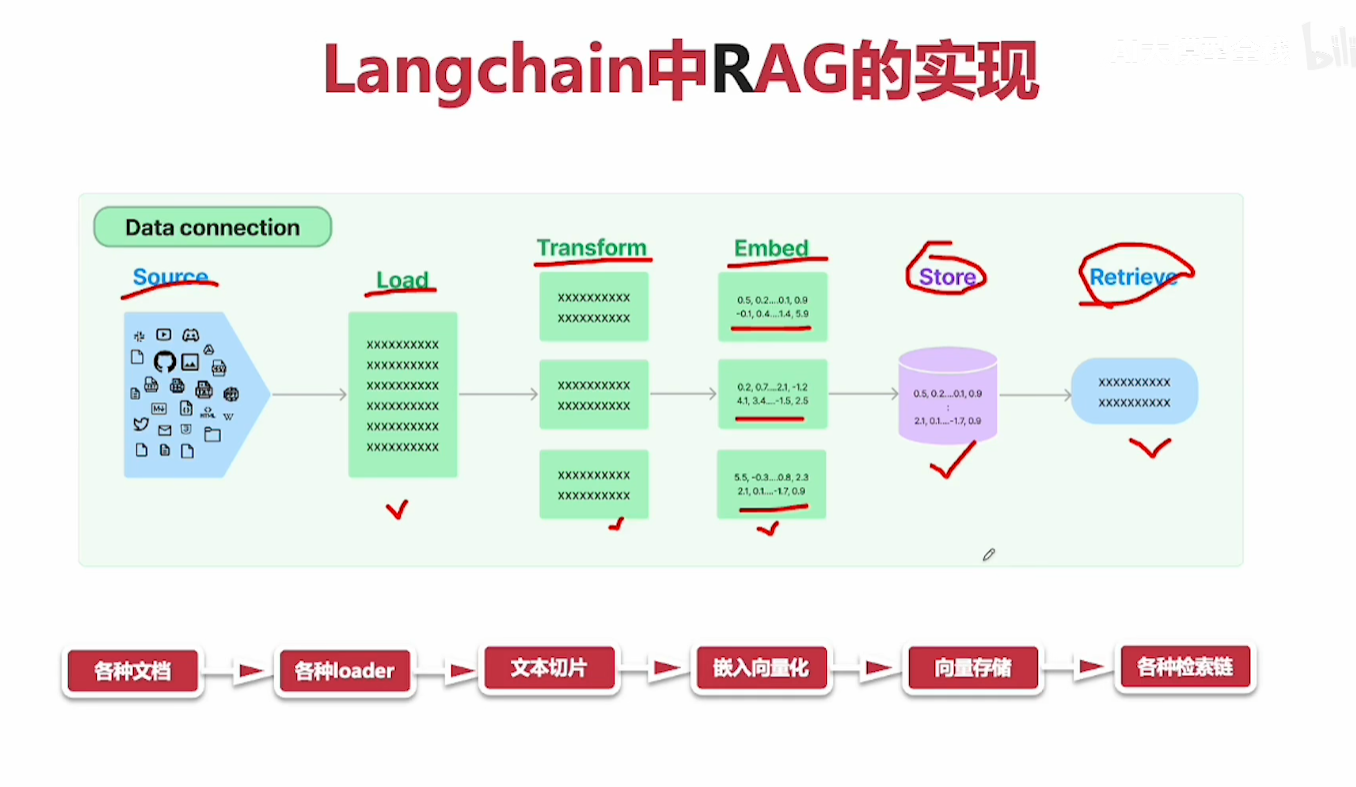 Langchain中RAG的实现
Data connection
Source
Load
Transform
Embed
Store
Retrieve
XXXXXXXXXX
XXXXXXXXXX
XXXXXXXXXX
XXXXXXXXXX
XXXXXXXXXX
XXXXXXXXXX
XXXXXXXXXX
XXXXXXXXXX
XXXXXXXXXX
XXXXXXXXXX
XXXXXXXXXX
XXXXXXXXXX
0.5, 0.2....0.1, 0.9
-0.1, 0.4....1.4, 5.9
0.2, 0.7....2.1, -1.2
4.1, 3.4....-1.5, 2.5
5.5, -0.3....0.8, 2.3
2.1, 0.1....-1.7, 0.9
0.5, 0.2....0.1, 0.9
:
2.1, 0.1....-1.7, 0.9
XXXXXXXXXX
XXXXXXXXXX
各种文档
各种loader
文本切片
嵌入向量化
向量存储
各种检索链